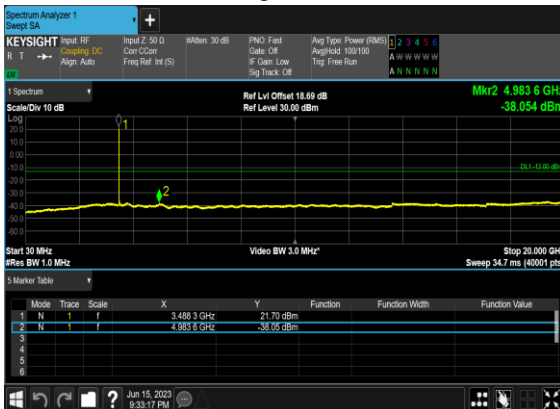 Spectrum Analyzer 1
Swept SA
+
KEYSIGHT Input: RF Input Z: 50 Ω #Atten: 30 dB PNO: Fast Avg Type: Power (RMS) 1 2 3 4 5 6
R T Coupling: DC Corr CCorr Gate: Off Avg|Hold: 100/100 A W W W W W
Align: Auto Freq Ref: Int (S) IF Gain: Low Trig: Free Run
Sig Track: Off A N N N N N
1 Spectrum Ref Lvl Offset 18.69 dB Mkr2 4.983 6 GHz
Scale/Div 10 dB Ref Level 30.00 dBm -38.054 dBm
Log
20.0
10.0
0.00
-10.0
-20.0
-30.0
-40.0
-50.0
-60.0
1
2
DL1 -13.00 dBm
Start 30 MHz Video BW 3.0 MHz* Stop 20.000 GHz
#Res BW 1.0 MHz Sweep 34.7 ms (40001 pts)
5 Marker Table
Mode Trace Scale X Y Function Function Width Function Value
1 N 1 f 3.488 3 GHz 21.70 dBm
2 N 1 f 4.983 6 GHz -38.05 dBm
3
4
5
6
? Jun 15, 2023
9:33:17 PM